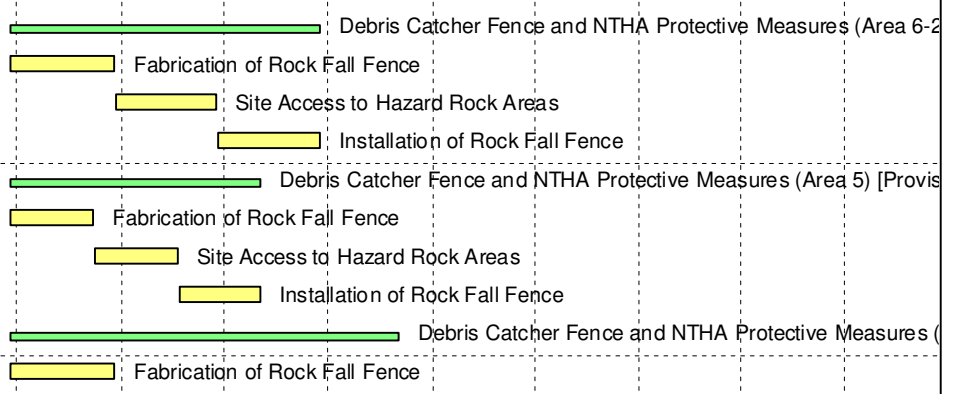 Debris Catcher Fence and NTHA Protective Measures (Area 6-2
Fabrication of Rock Fall Fence
Site Access to Hazard Rock Areas
Installation of Rock Fall Fence
Debris Catcher Fence and NTHA Protective Measures (Area 5) [Provis
Fabrication of Rock Fall Fence
Site Access to Hazard Rock Areas
Installation of Rock Fall Fence
Debris Catcher Fence and NTHA Protective Measures (
Fabrication of Rock Fall Fence